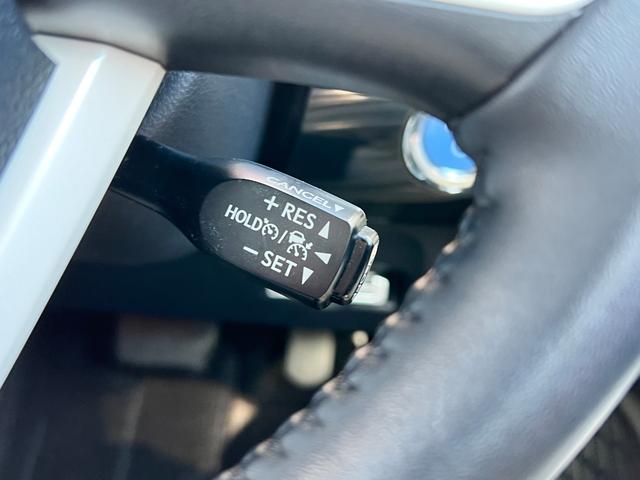 CANCEL▼
+ RES ▲
HOLD /
− SET ▼